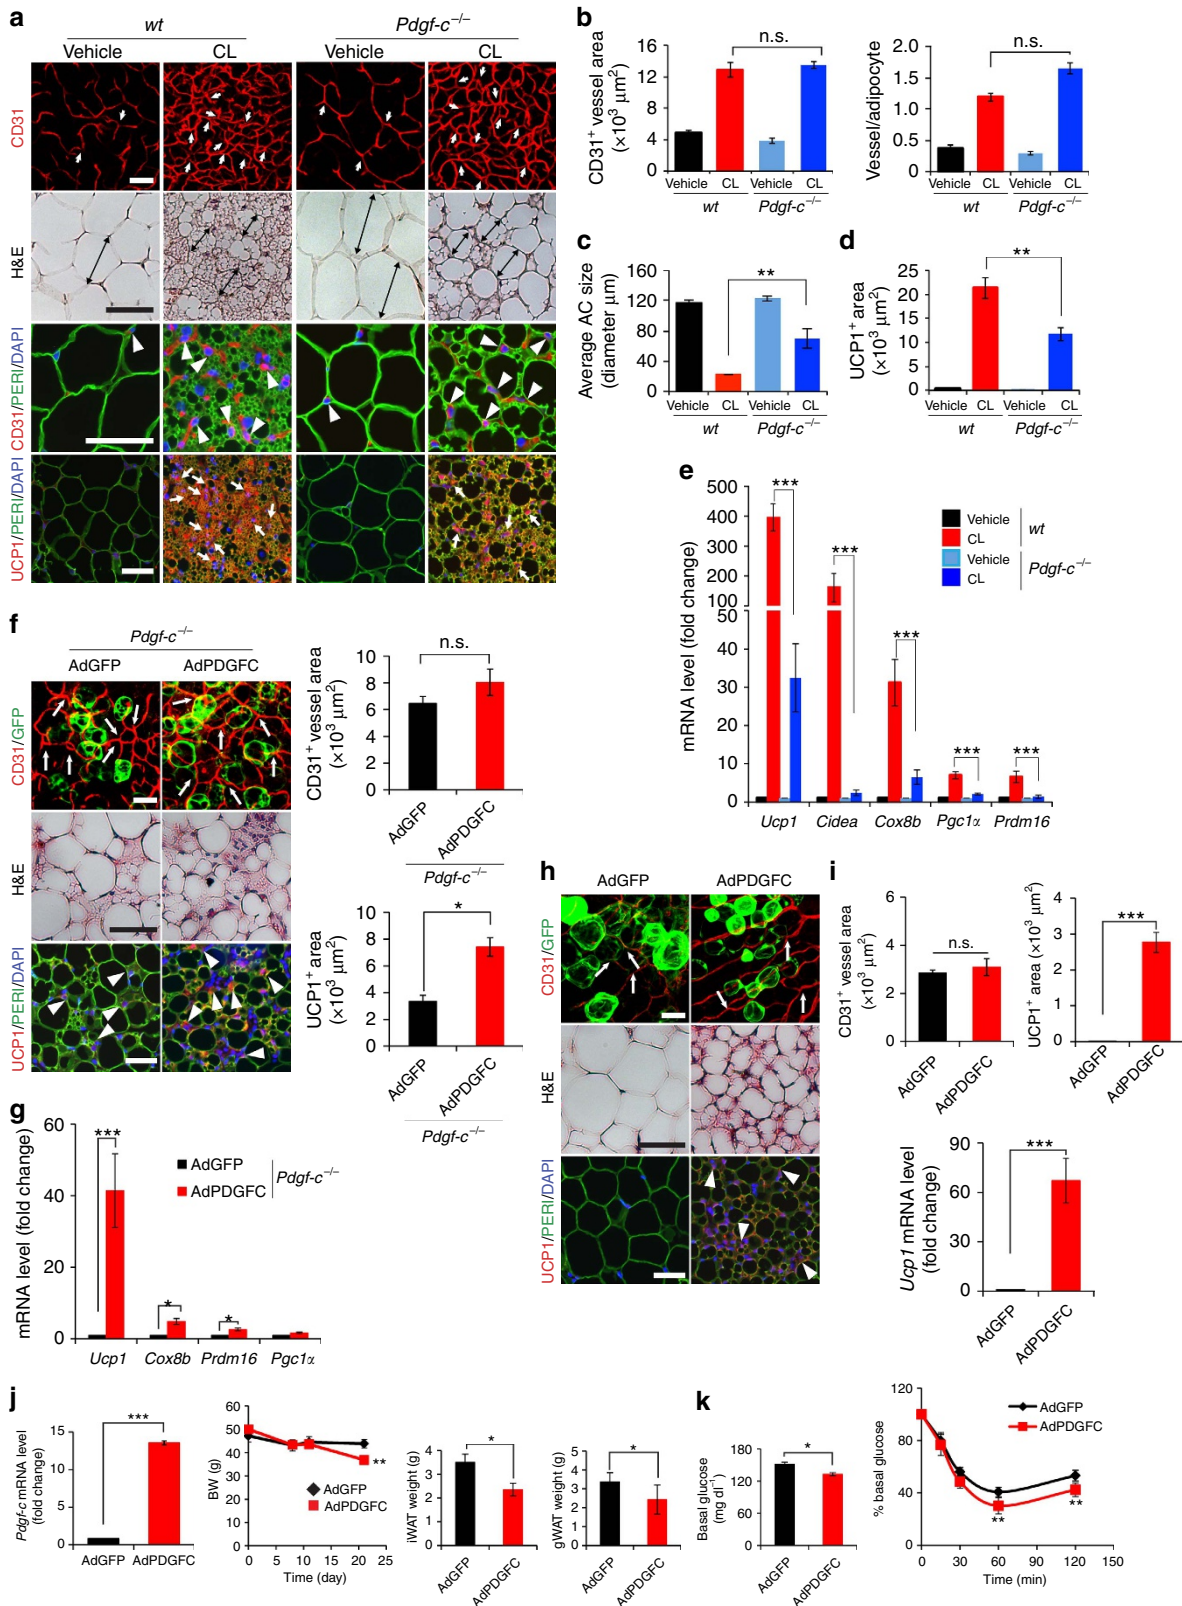 a
wt
Pdgf-c−/−
Vehicle
CL
Vehicle
CL
CD31
H&E
CD31/PERI/DAPI
UCP1/PERI/DAPI
b
CD31+ vessel area
(×10³ μm²)
16
12
8
4
0
n.s.
Vehicle CL Vehicle CL
wt Pdgf-c−/−
Vessel/adipocyte
2.0
1.5
1.0
0.5
0.0
n.s.
Vehicle CL Vehicle CL
wt Pdgf-c−/−
c
Average AC size
(diameter μm)
160
120
80
40
0
**
Vehicle CL Vehicle CL
wt Pdgf-c−/−
d
UCP1+ area
(×10³ μm²)
25
20
15
10
5
0
**
Vehicle CL Vehicle CL
wt Pdgf-c−/−
e
mRNA level (fold change)
500
400
300
200
100
50
40
30
20
10
0
***
***
***
***
***
Ucp1 Cidea Cox8b Pgc1α Prdm16
Vehicle
CL
wt
Vehicle
CL
Pdgf-c−/−
f
Pdgf-c−/−
AdGFP AdPDGFC
CD31/GFP
H&E
UCP1/PERI/DAPI
CD31+ vessel area
(×10³ μm²)
10
8
6
4
2
0
n.s.
AdGFP
AdPDGFC
Pdgf-c−/−
UCP1+ area
(×10³ μm²)
10
8
6
4
2
0
*
AdGFP
AdPDGFC
Pdgf-c−/−
g
mRNA level (fold change)
60
40
20
0
***
*
*
Ucp1 Cox8b Prdm16 Pgc1α
AdGFP
AdPDGFC
Pdgf-c−/−
h
AdGFP AdPDGFC
CD31/GFP
H&E
UCP1/PERI/DAPI
i
CD31+ vessel area
(×10³ μm²)
6
4
2
0
n.s.
AdGFP
AdPDGFC
UCP1+ area (×10³ μm²)
4
3
2
1
0
***
AdGFP
AdPDGFC
Ucp1 mRNA level
(fold change)
90
60
30
0
***
AdGFP
AdPDGFC
j
Pdgf-c mRNA level
(fold change)
15
10
5
0
***
AdGFP AdPDGFC
BW (g)
60
50
40
30
20
10
0
**
AdGFP
AdPDGFC
0 5 10 15 20 25
Time (day)
iWAT weight (g)
4
3
2
1
0
*
AdGFP
AdPDGFC
gWAT weight (g)
5
4
3
2
1
0
*
AdGFP
AdPDGFC
k
Basal glucose
(mg dl−1)
180
120
60
0
*
AdGFP
AdPDGFC
% basal glucose
120
80
40
0
AdGFP
AdPDGFC
**
**
0 30 60 90 120 150
Time (min)